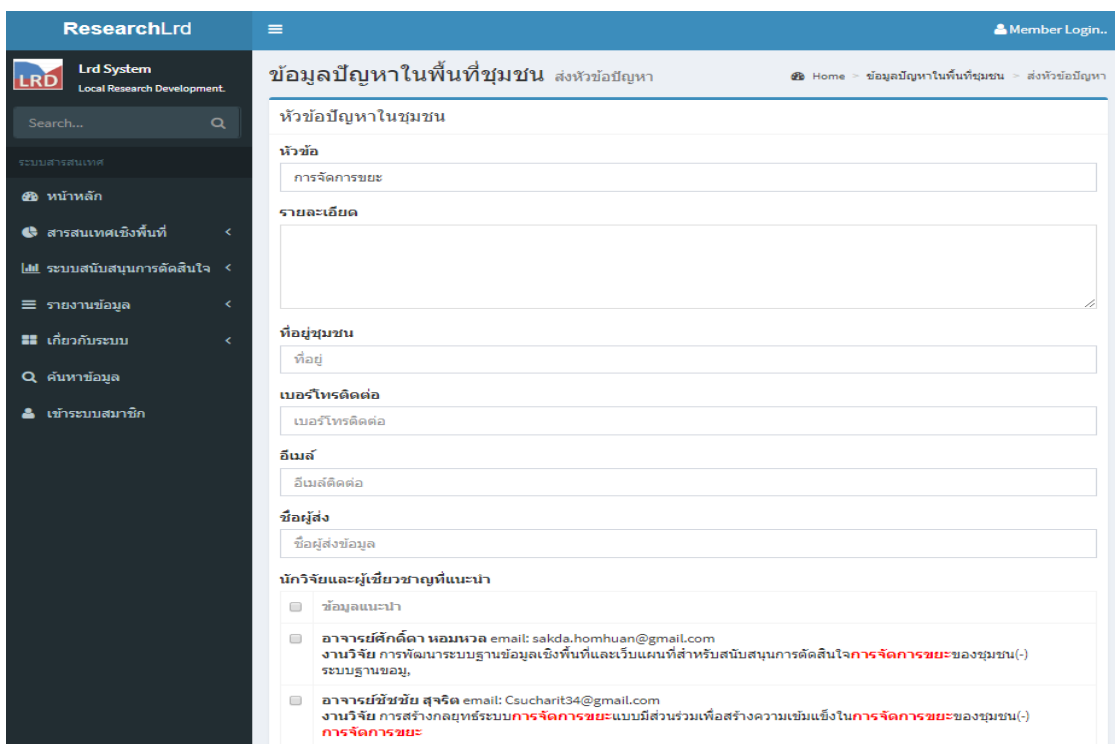 ResearchLrd
Member Login..
LRD
Lrd System
Local Research Development.
Search...
ระบบสารสนเทศ
หน้าหลัก
สารสนเทศเชิงพื้นที่
ระบบสนับสนุนการตัดสินใจ
รายงานข้อมูล
เกี่ยวกับระบบ
ค้นหาข้อมูล
เข้าระบบสมาชิก
ข้อมูลปัญหาในพื้นที่ชุมชน ส่งหัวข้อปัญหา
Home > ข้อมูลปัญหาในพื้นที่ชุมชน > ส่งหัวข้อปัญหา
หัวข้อปัญหาในชุมชน
หัวข้อ
การจัดการขยะ
รายละเอียด
ที่อยู่ชุมชน
ที่อยู่
เบอร์โทรติดต่อ
เบอร์โทรติดต่อ
อีเมล์
อีเมล์ติดต่อ
ชื่อผู้ส่ง
ชื่อผู้ส่งข้อมูล
นักวิจัยและผู้เชี่ยวชาญที่แนะนำ
ข้อมูลแนะนำ
อาจารย์ศักดิ์ดา หอมหวล email: sakda.homhuan@gmail.com
งานวิจัย การพัฒนาระบบฐานข้อมูลเชิงพื้นที่และเว็บแผนที่สำหรับสนับสนุนการตัดสินใจการจัดการขยะของชุมชน(-)
ระบบฐานขอมู,
อาจารย์ชัชชัย สุจริต email: Csucharit34@gmail.com
งานวิจัย การสร้างกลยุทธ์ระบบการจัดการขยะแบบมีส่วนร่วมเพื่อสร้างความเข้มแข็งในการจัดการขยะของชุมชน(-)
การจัดการขยะ